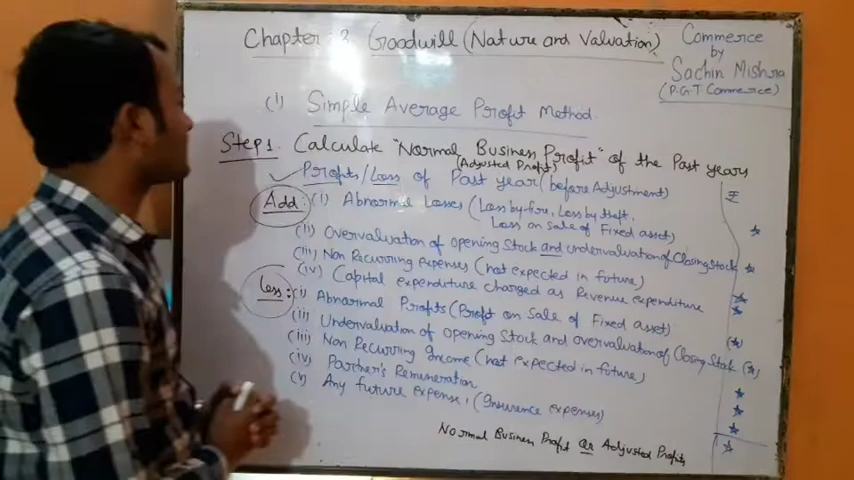 Chapter 3 Goodwill (Nature and Valuation)
Commerce
by
Sachin Mishra
(P.G.T Commerce)
(i) Simple Average Profit Method
Step 1. Calculate "Normal Business Profit" of the Past years
(Adjusted Profit)
Profits/Loss of Past year (before Adjustment)
₹
Add: (i) Abnormal Losses (Loss by fire, Loss by theft,
Loss on Sale of Fixed asset)
(ii) Overvaluation of opening Stock and undervaluation of Closing Stock
(iii) Non Recurring expenses (not expected in future)
(iv) Capital expenditure charged as Revenue expenditure
Less: (i) Abnormal Profits (Profit on Sale of Fixed asset)
(ii) Undervaluation of opening Stock and overvaluation of Closing Stock
(iii) Non Recurring Income (not expected in future)
(iv) Partner's Remuneration
(v) Any future expense, (Insurance expenses)
Normal Business Profit or Adjusted Profits